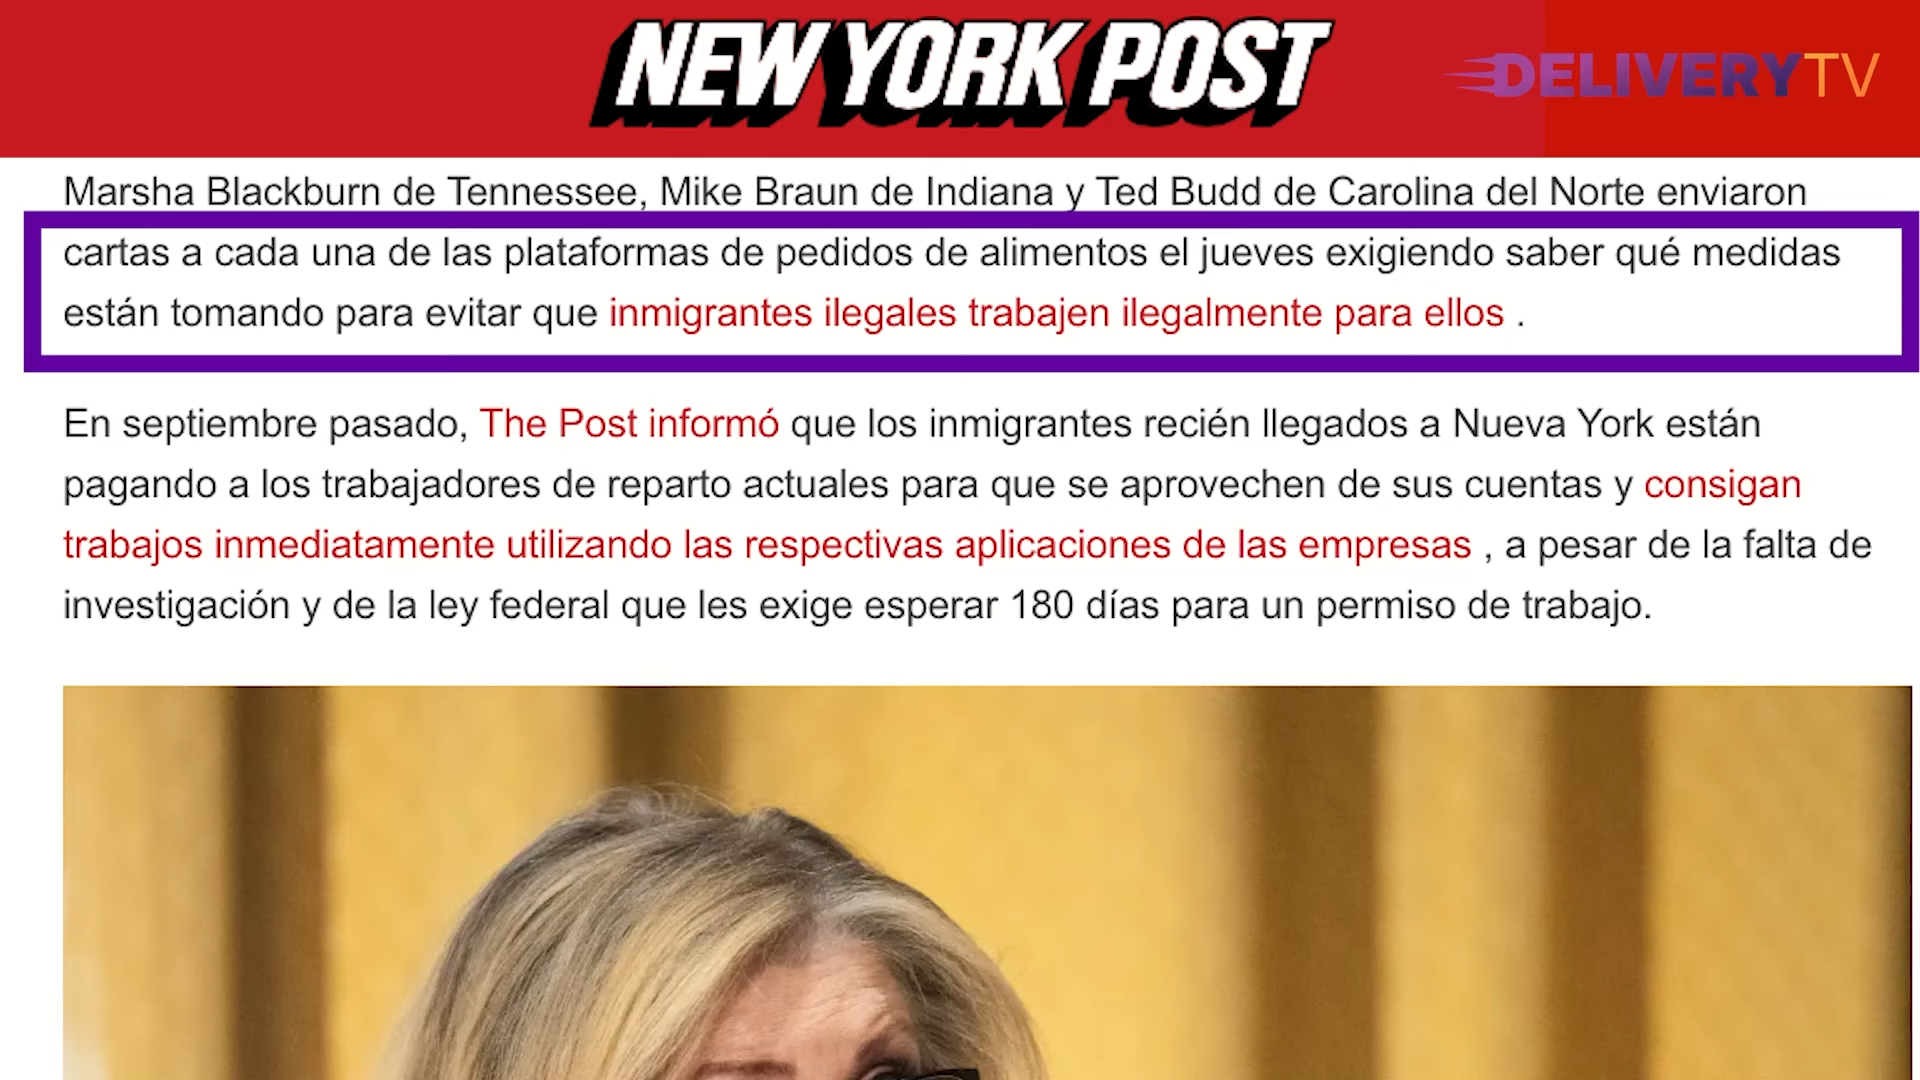 NEW YORK POST
DELIVERYTV
Marsha Blackburn de Tennessee, Mike Braun de Indiana y Ted Budd de Carolina del Norte enviaron
cartas a cada una de las plataformas de pedidos de alimentos el jueves exigiendo saber qué medidas
están tomando para evitar que inmigrantes ilegales trabajen ilegalmente para ellos .
En septiembre pasado, The Post informó que los inmigrantes recién llegados a Nueva York están
pagando a los trabajadores de reparto actuales para que se aprovechen de sus cuentas y consigan
trabajos inmediatamente utilizando las respectivas aplicaciones de las empresas , a pesar de la falta de
investigación y de la ley federal que les exige esperar 180 días para un permiso de trabajo.